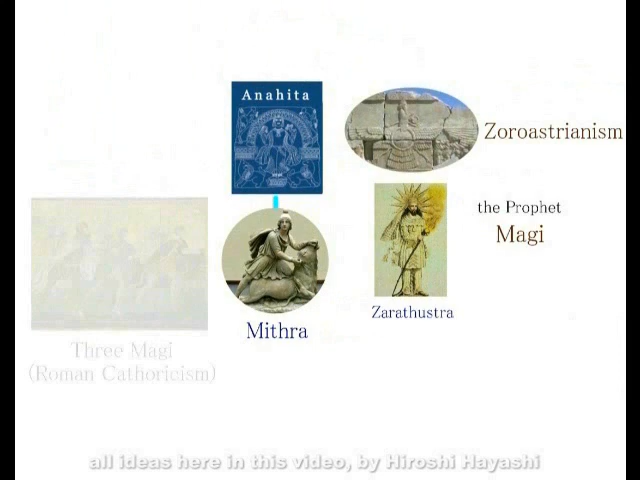 Anahita
Zoroastrianism
the Prophet
Magi
Zarathustra
Mithra
Three Magi
(Roman Cathoricism)
all ideas here in this video, by Hiroshi Hayashi